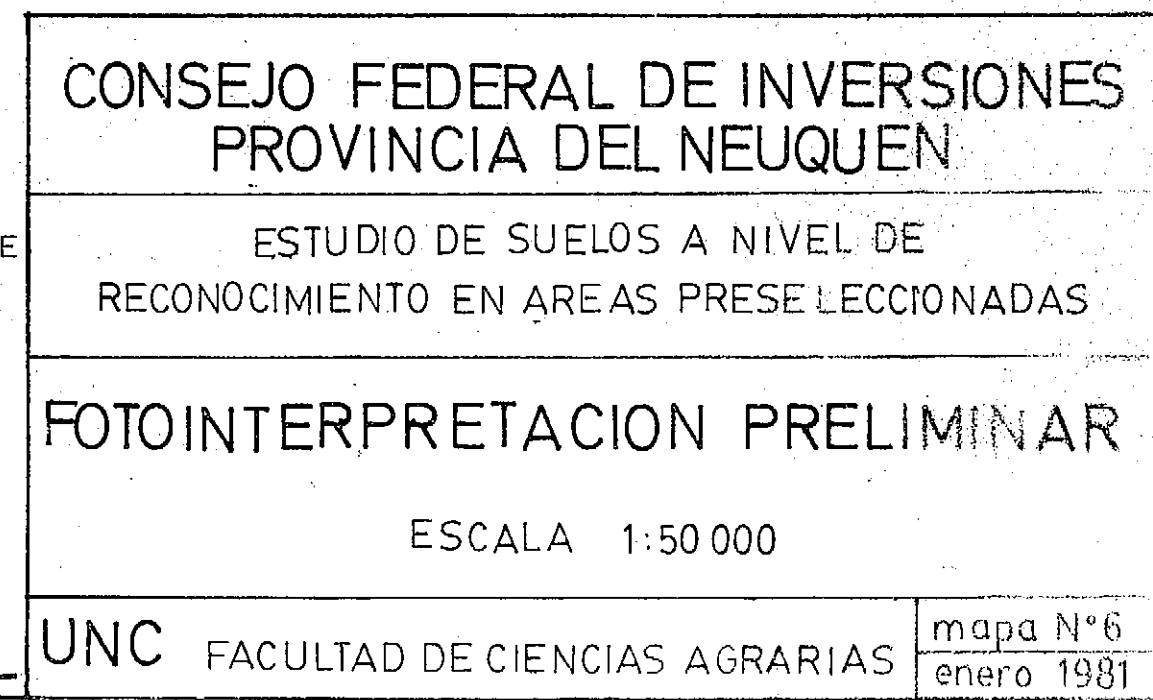 CONSEJO FEDERAL DE INVERSIONES
PROVINCIA DEL NEUQUEN
E
ESTUDIO DE SUELOS A NIVEL DE
RECONOCIMIENTO EN AREAS PRESELECCIONADAS
FOTOINTERPRETACION PRELIMINAR
ESCALA 1:50 000
UNC FACULTAD DE CIENCIAS AGRARIAS
mapa N°6
enero 1981